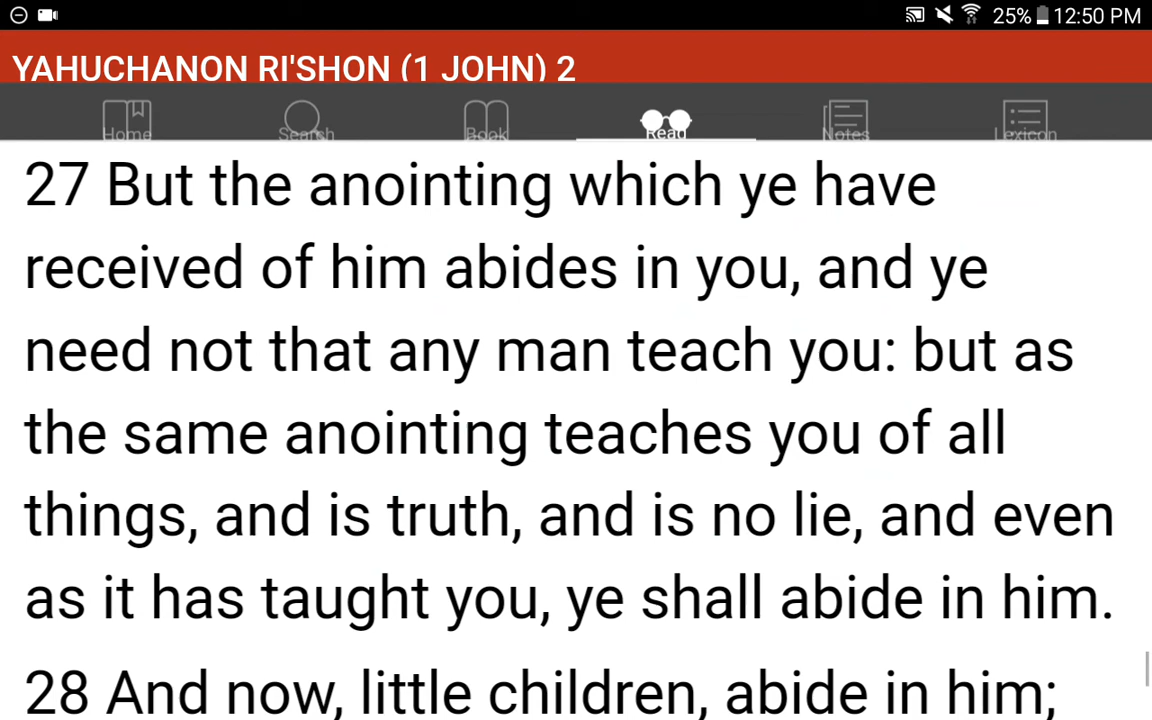 25% 12:50 PM
YAHUCHANON RI'SHON (1 JOHN) 2
Home Search Book Read Notes Lexicon
27 But the anointing which ye have
received of him abides in you, and ye
need not that any man teach you: but as
the same anointing teaches you of all
things, and is truth, and is no lie, and even
as it has taught you, ye shall abide in him.
28 And now, little children, abide in him;